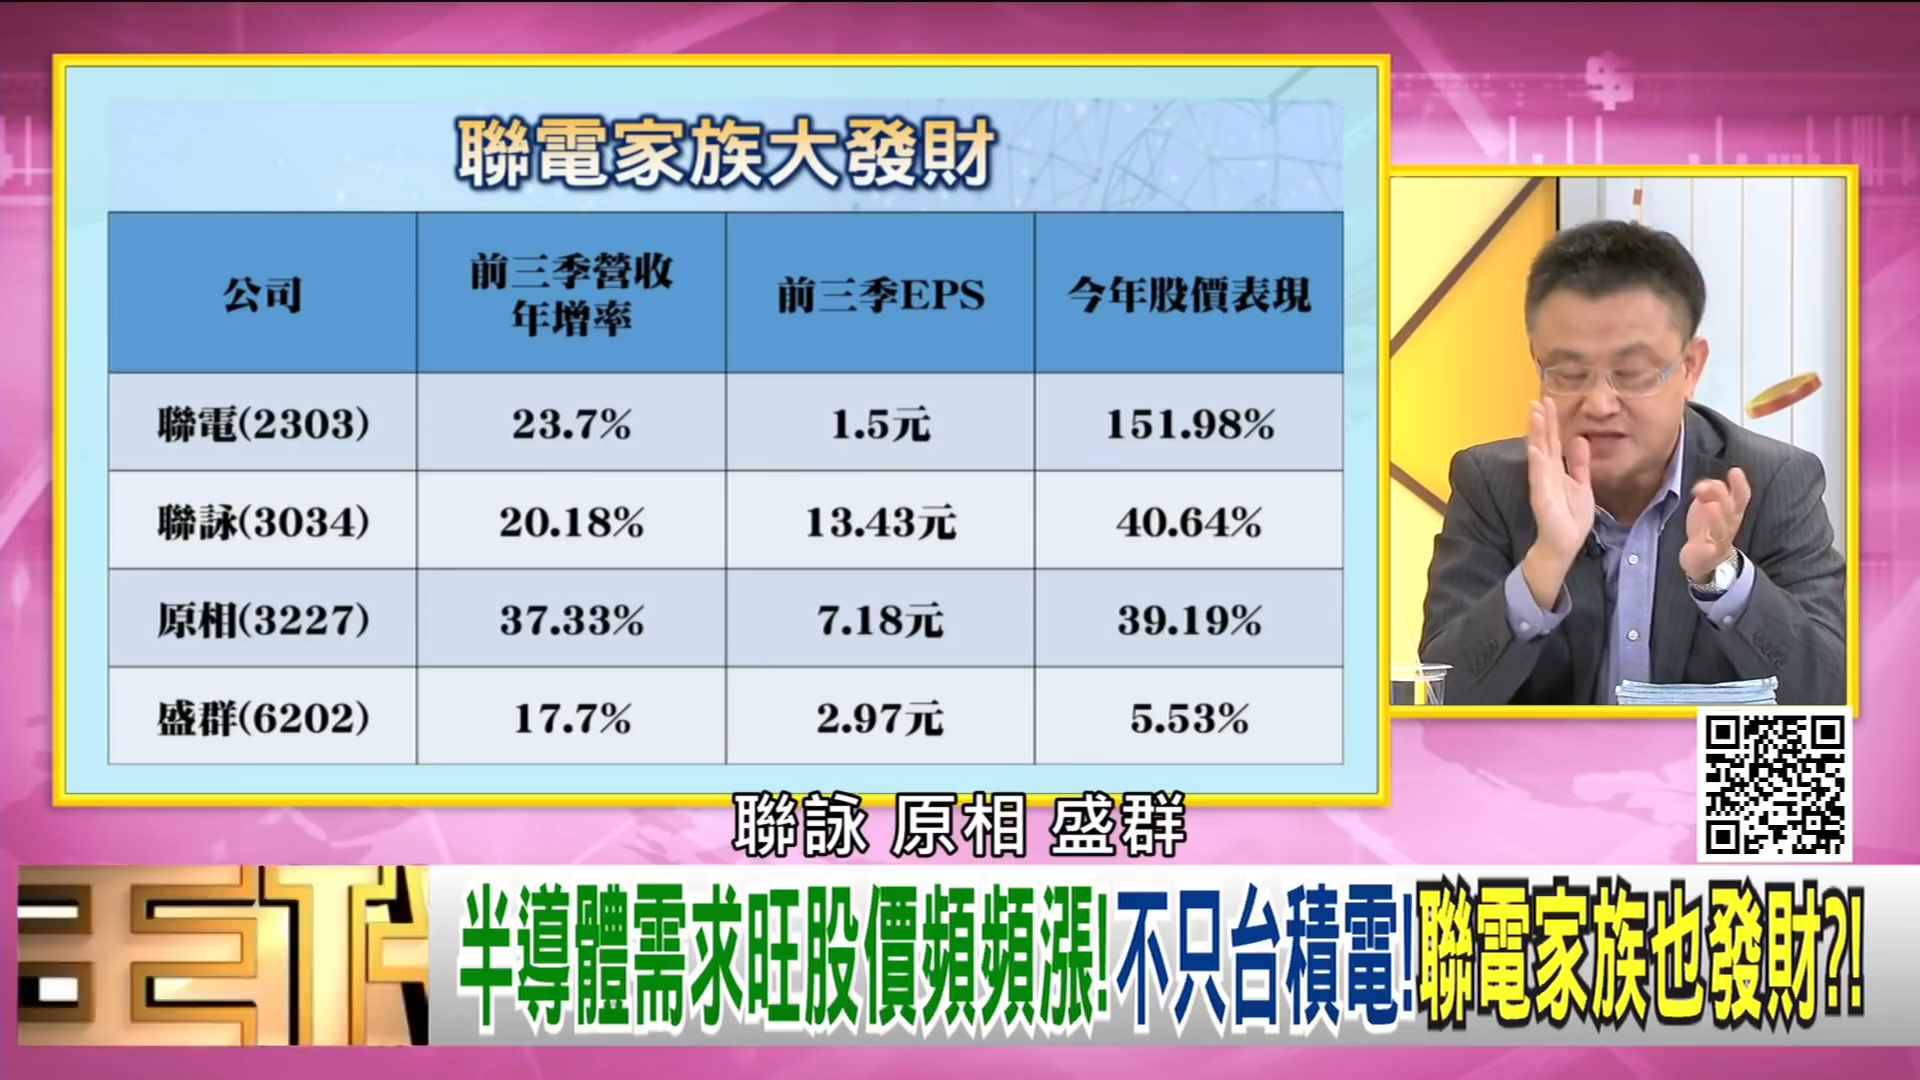 聯電家族大發財
公司 前三季營收年增率 前三季EPS 今年股價表現
聯電(2303) 23.7% 1.5元 151.98%
聯詠(3034) 20.18% 13.43元 40.64%
原相(3227) 37.33% 7.18元 39.19%
盛群(6202) 17.7% 2.97元 5.53%
聯詠 原相 盛群
半導體需求旺股價頻頻漲!不只台積電!聯電家族也發財?!